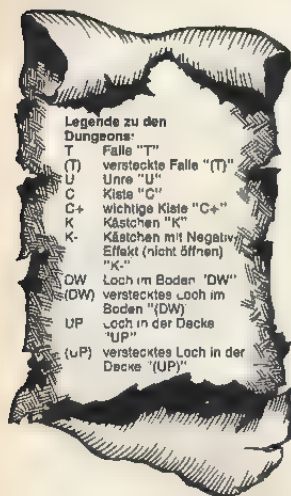 Legende zu den
Dungeons:
T Falle "T"
(T) versteckte Falle "(T)"
U Unre "U"
C Kiste "C"
C+ wichtige Kiste "C+"
K Kästchen "K"
K- Kästchen mit Negativ-
Effekt (nicht öffnen)
"K-"
DW Loch im Boden "DW"
(DW) verstecktes Loch im
Boden "(DW)
UP Loch in der Decke
"UP"
(UP) verstecktes Loch in der
Decke "(UP)"